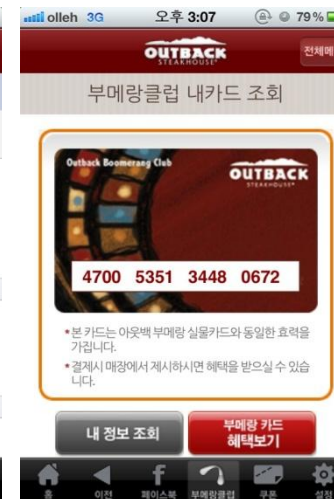 olleh 3G 오후 3:07 79%
OUTBACK
STEAKHOUSE
전체메
부메랑클럽 내카드 조회
Outback Boomerang Club
OUTBACK
STEAKHOUSE
4700 5351 3448 0672
*본 카드는 아웃백 부메랑 실물카드와 동일한 효력을
가집니다.
*결제시 매장에서 제시하시면 혜택을 받으실 수 있습
니다.
내 정보 조회
부메랑 카드
혜택보기
홈 이전 페이스북 부메랑클럽 쿠폰 설정